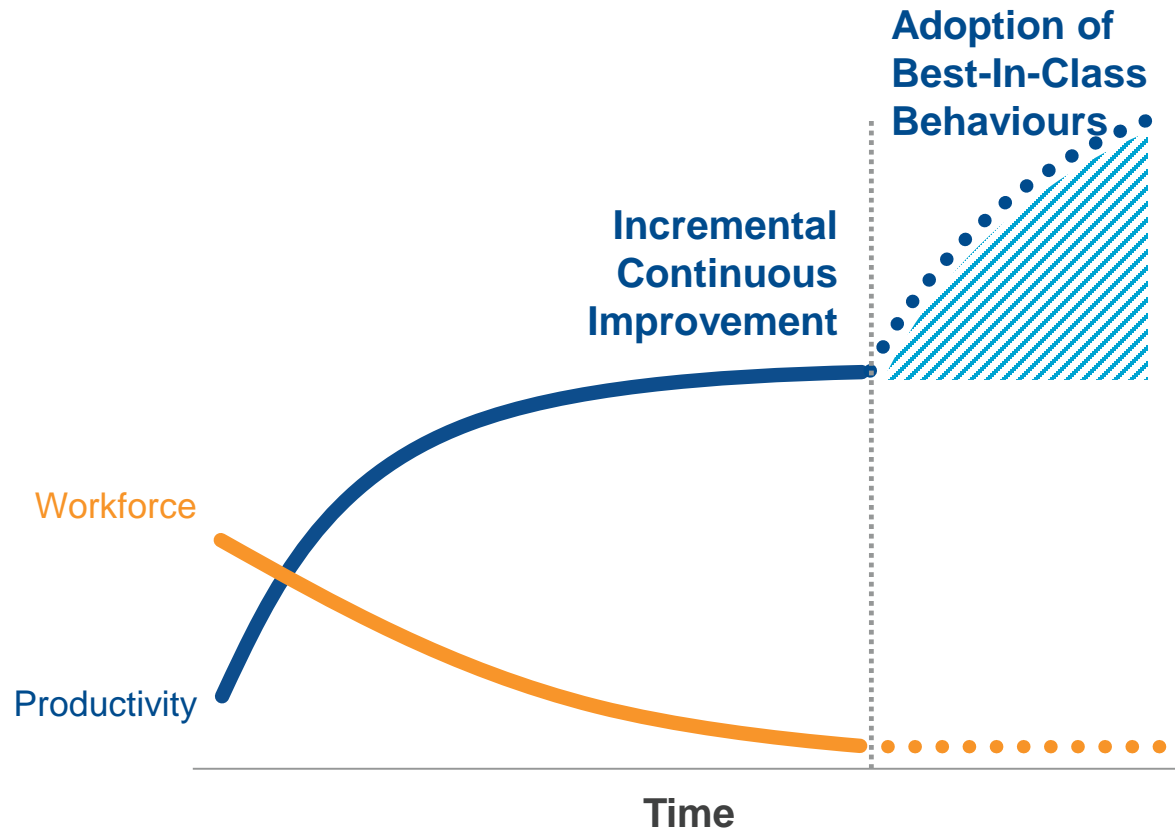 Adoption of
Best-In-Class
Behaviours
Incremental
Continuous
Improvement
Workforce
Productivity
Time